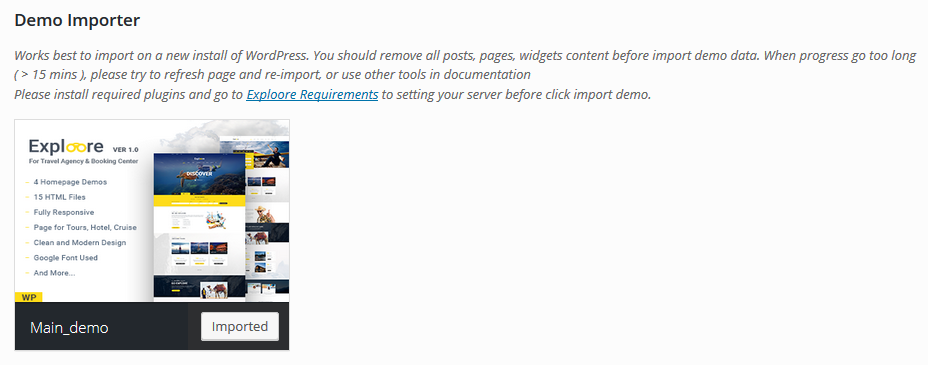 Demo Importer
Works best to import on a new install of WordPress. You should remove all posts, pages, widgets content before import demo data. When progress go too long
( > 15 mins ), please try to refresh page and re-import, or use other tools in documentation
Please install required plugins and go to Exploore Requirements to setting your server before click import demo.
Exploore VER 1.0
For Travel Agency & Booking Center
– 4 Homepage Demos
– 15 HTML Files
– Fully Responsive
– Page for Tours, Hotel, Cruise
– Clean and Modern Design
– Google Font Used
– And More...
DISCOVER
WP
Main_demo
Imported